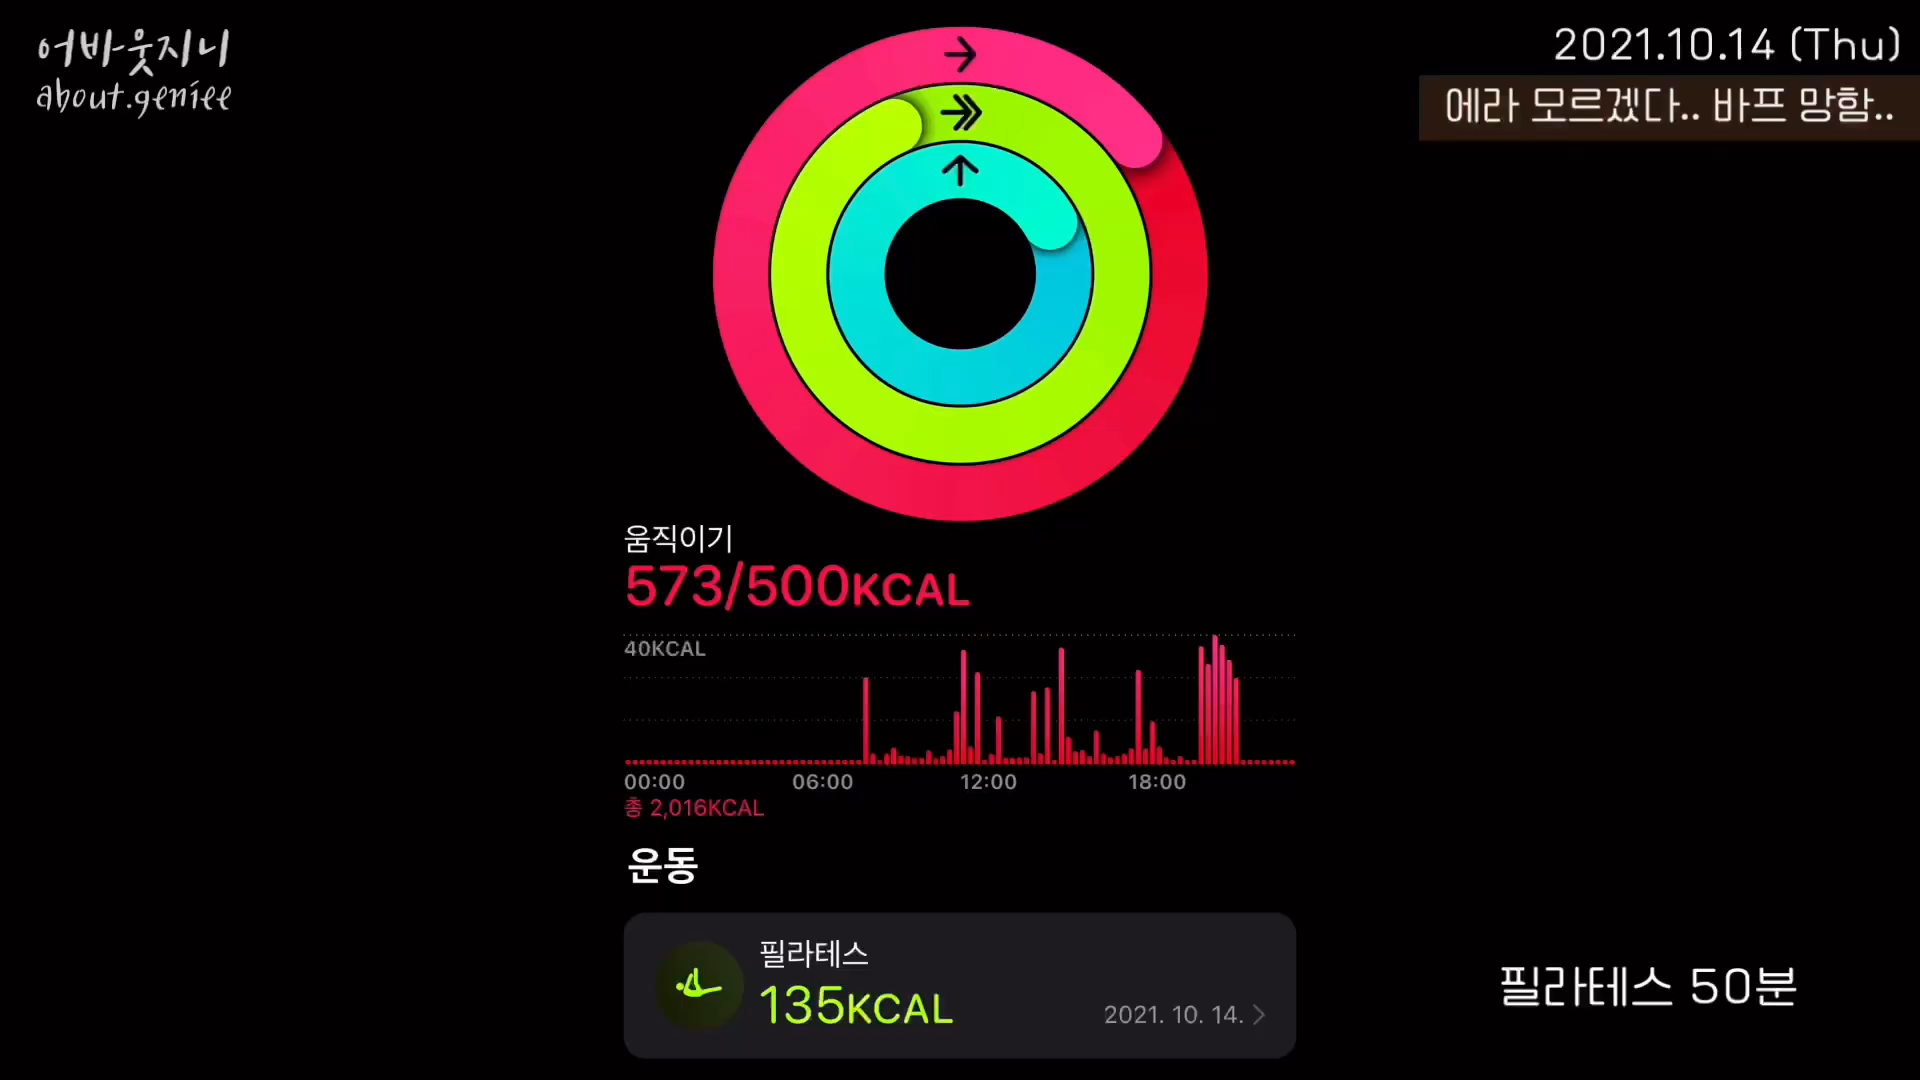 어바웃지니
about.geniee
2021.10.14 (Thu)
에라 모르겠다.. 바프 망함..
움직이기
573/500KCAL
40KCAL
00:00 06:00 12:00 18:00
총 2,016KCAL
운동
필라테스
135KCAL
2021. 10. 14.
필라테스 50분